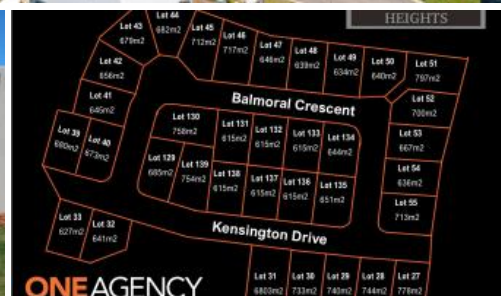 HEIGHTS
Lot 44
682m2
Lot 43
679m2
Lot 45
712m2
Lot 46
717m2
Lot 47
646m2
Lot 48
639m2
Lot 49
634m2
Lot 50
640m2
Lot 51
797m2
Lot 42
656m2
Lot 41
645m2
Lot 52
700m2
Balmoral Crescent
Lot 39
680m2
Lot 40
673m2
Lot 130
758m2
Lot 131
615m2
Lot 132
615m2
Lot 133
615m2
Lot 134
644m2
Lot 53
667m2
Lot 129
685m2
Lot 139
754m2
Lot 138
615m2
Lot 137
615m2
Lot 136
615m2
Lot 135
651m2
Lot 54
636m2
Lot 55
713m2
Lot 33
627m2
Lot 32
641m2
Kensington Drive
Lot 31
6803m2
Lot 30
733m2
Lot 29
740m2
Lot 28
744m2
Lot 27
778m2
ONEAGENCY